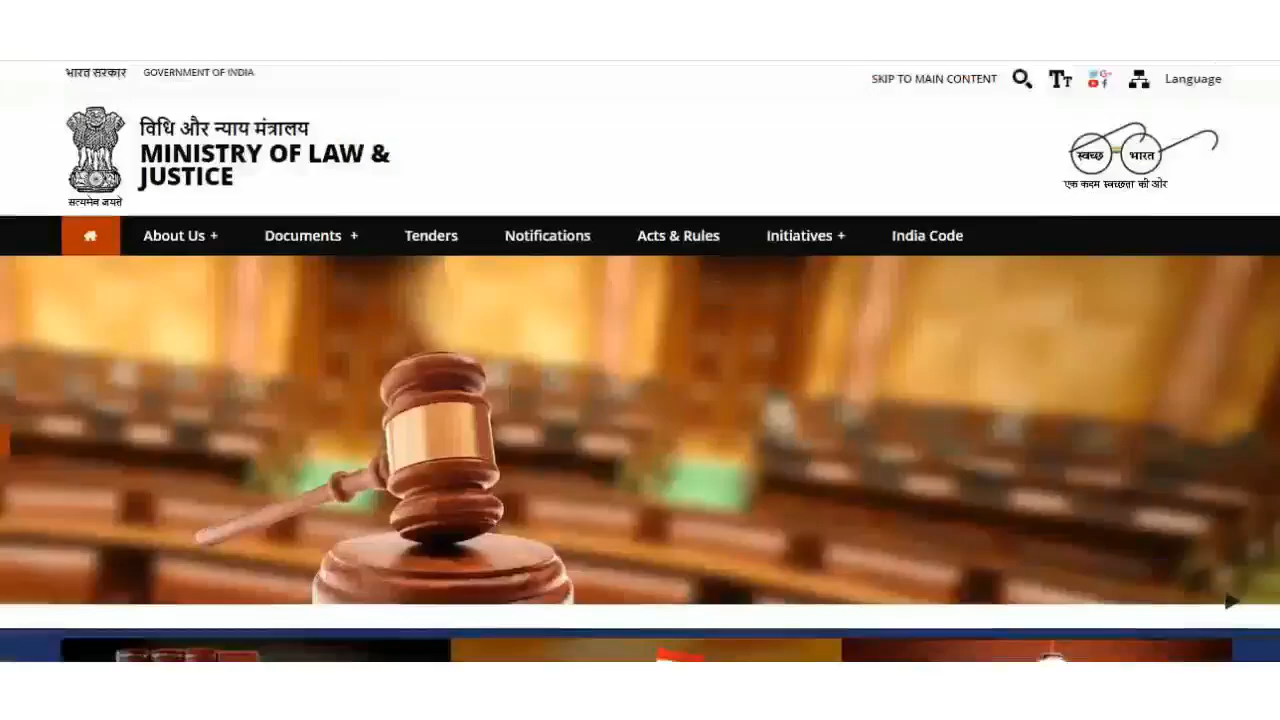 भारत सरकार GOVERNMENT OF INDIA
SKIP TO MAIN CONTENT Language
विधि और न्याय मंत्रालय
MINISTRY OF LAW &
JUSTICE
सत्यमेव जयते
स्वच्छ भारत
एक कदम स्वच्छता की ओर
About Us + Documents + Tenders Notifications Acts & Rules Initiatives + India Code